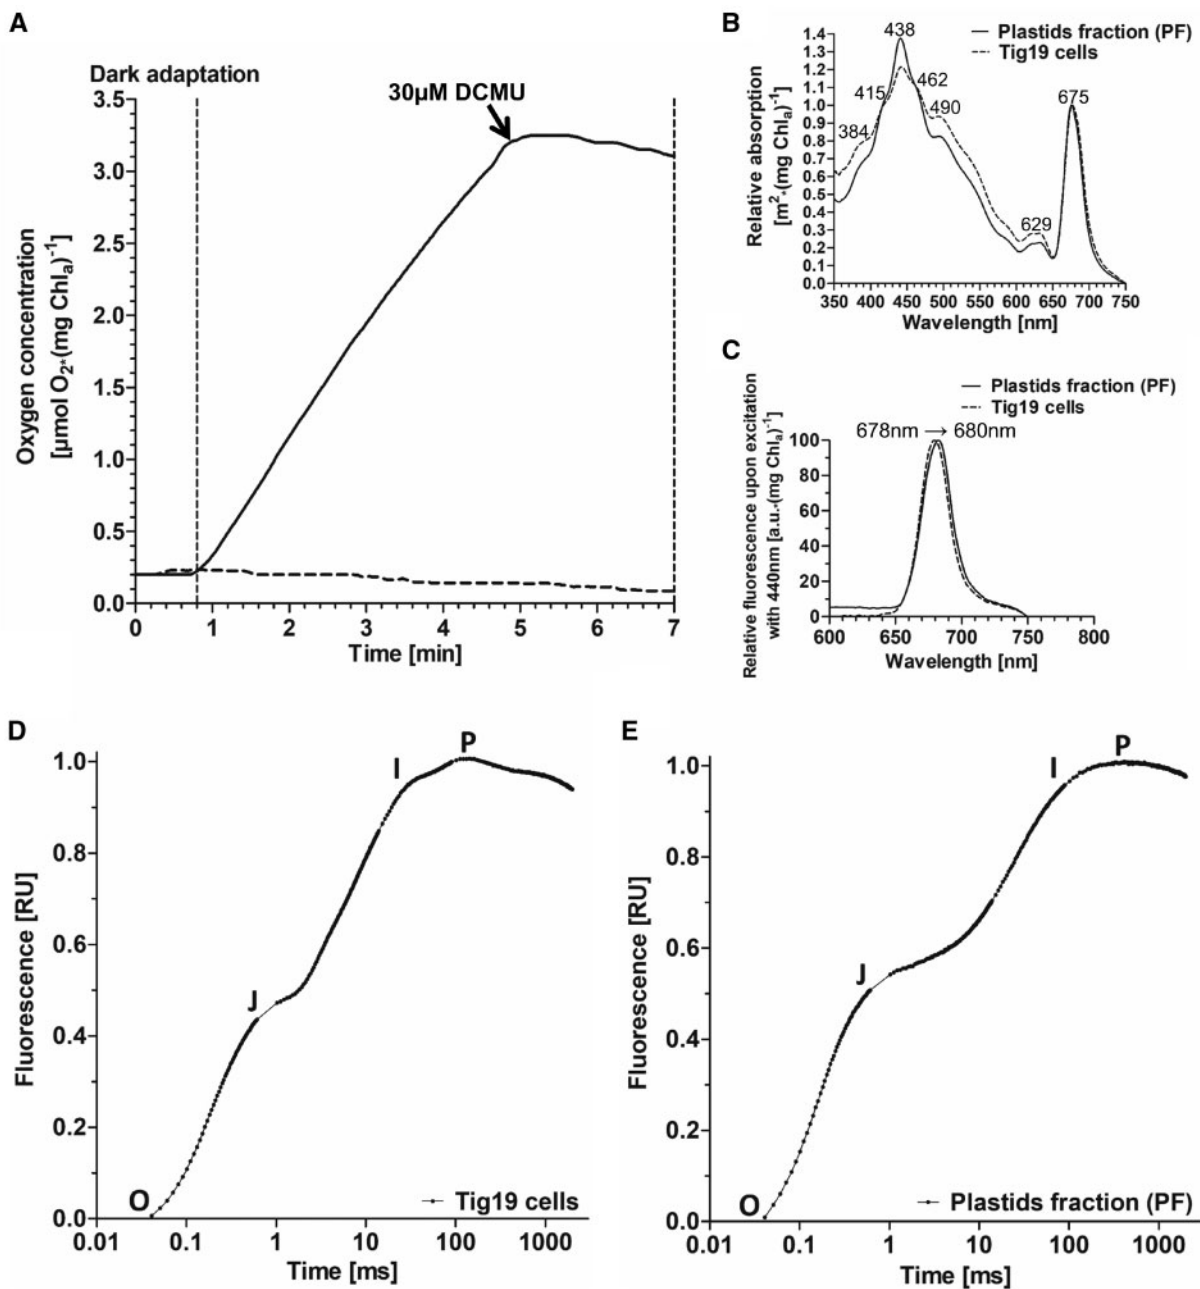 A
Dark adaptation
30µM DCMU
3.5
3.0
2.5
2.0
1.5
1.0
0.5
0.0
0 1 2 3 4 5 6 7
Time [min]
Oxygen concentration
[µmol O2*(mg Chla)-1]
B
Plastids fraction (PF)
Tig19 cells
438
415
462
490
384
675
629
1.4
1.3
1.2
1.1
1.0
0.9
0.8
0.7
0.6
0.5
0.4
0.3
0.2
0.1
0.0
350 400 450 500 550 600 650 700 750
Wavelength [nm]
Relative absorption
[m2*(mg Chla)-1]
C
Plastids fraction (PF)
Tig19 cells
678nm → 680nm
100
80
60
40
20
0
600 650 700 750 800
Wavelength [nm]
Relative fluorescence upon excitation
with 440nm [a.u.*(mg Chla)-1]
D
P
I
J
O
1.0
0.8
0.6
0.4
0.2
0.0
Tig19 cells
0.01 0.1 1 10 100 1000
Time [ms]
Fluorescence [RU]
E
P
I
J
O
1.0
0.8
0.6
0.4
0.2
0.0
Plastids fraction (PF)
0.01 0.1 1 10 100 1000
Time [ms]
Fluorescence [RU]